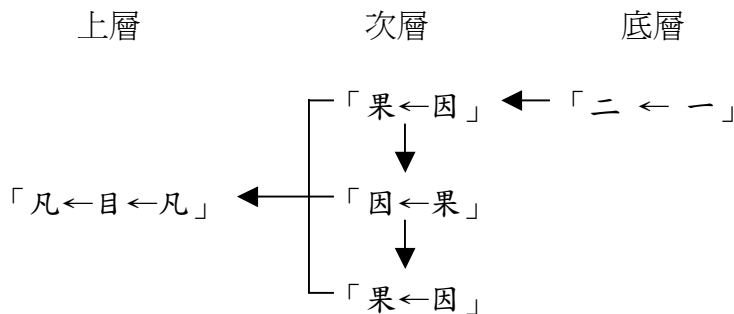 上層 次層 底層
「果←因」 「二 ← 一」
「凡←目←凡」 「因←果」
「果←因」